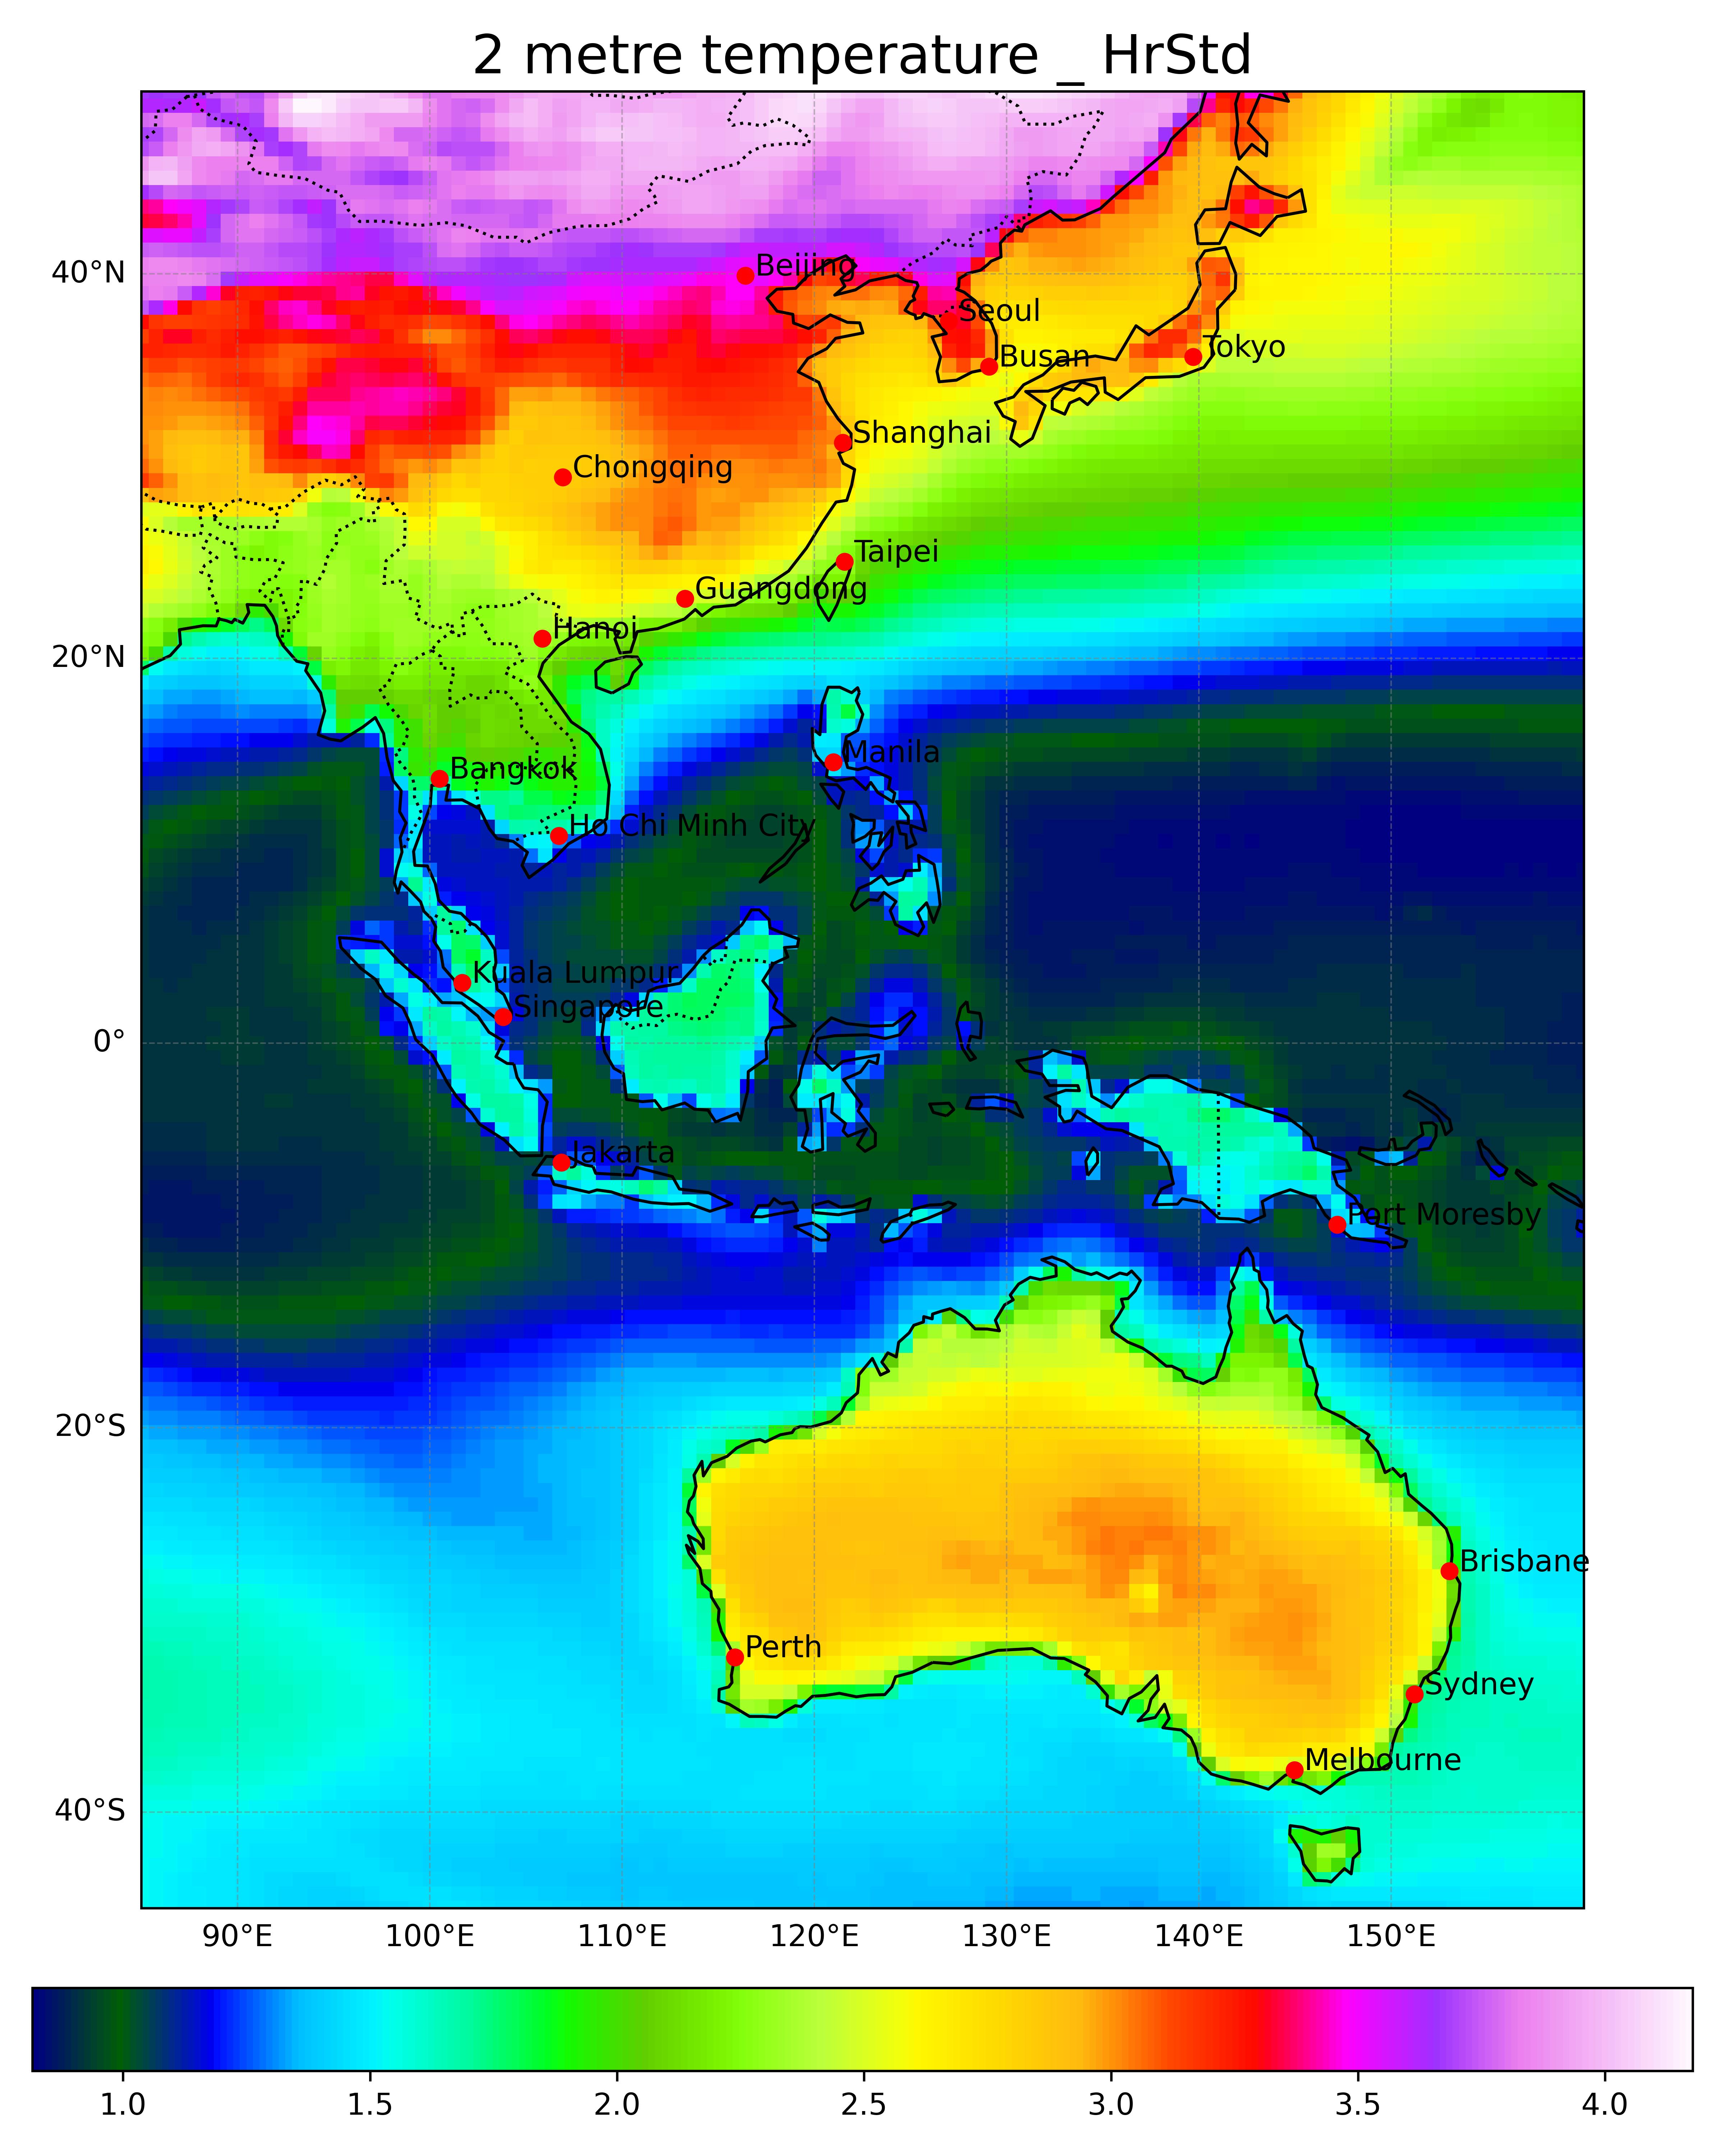 2 metre temperature _ HrStd
40°N
20°N
0°
20°S
40°S
Beijing
Seoul
Busan
Tokyo
Shanghai
Chongqing
Taipei
Guangdong
Hanoi
Manila
Bangkok
Ho Chi Minh City
Kuala Lumpur
Singapore
Jakarta
Port Moresby
Brisbane
Perth
Sydney
Melbourne
90°E 100°E 110°E 120°E 130°E 140°E 150°E
1.0 1.5 2.0 2.5 3.0 3.5 4.0